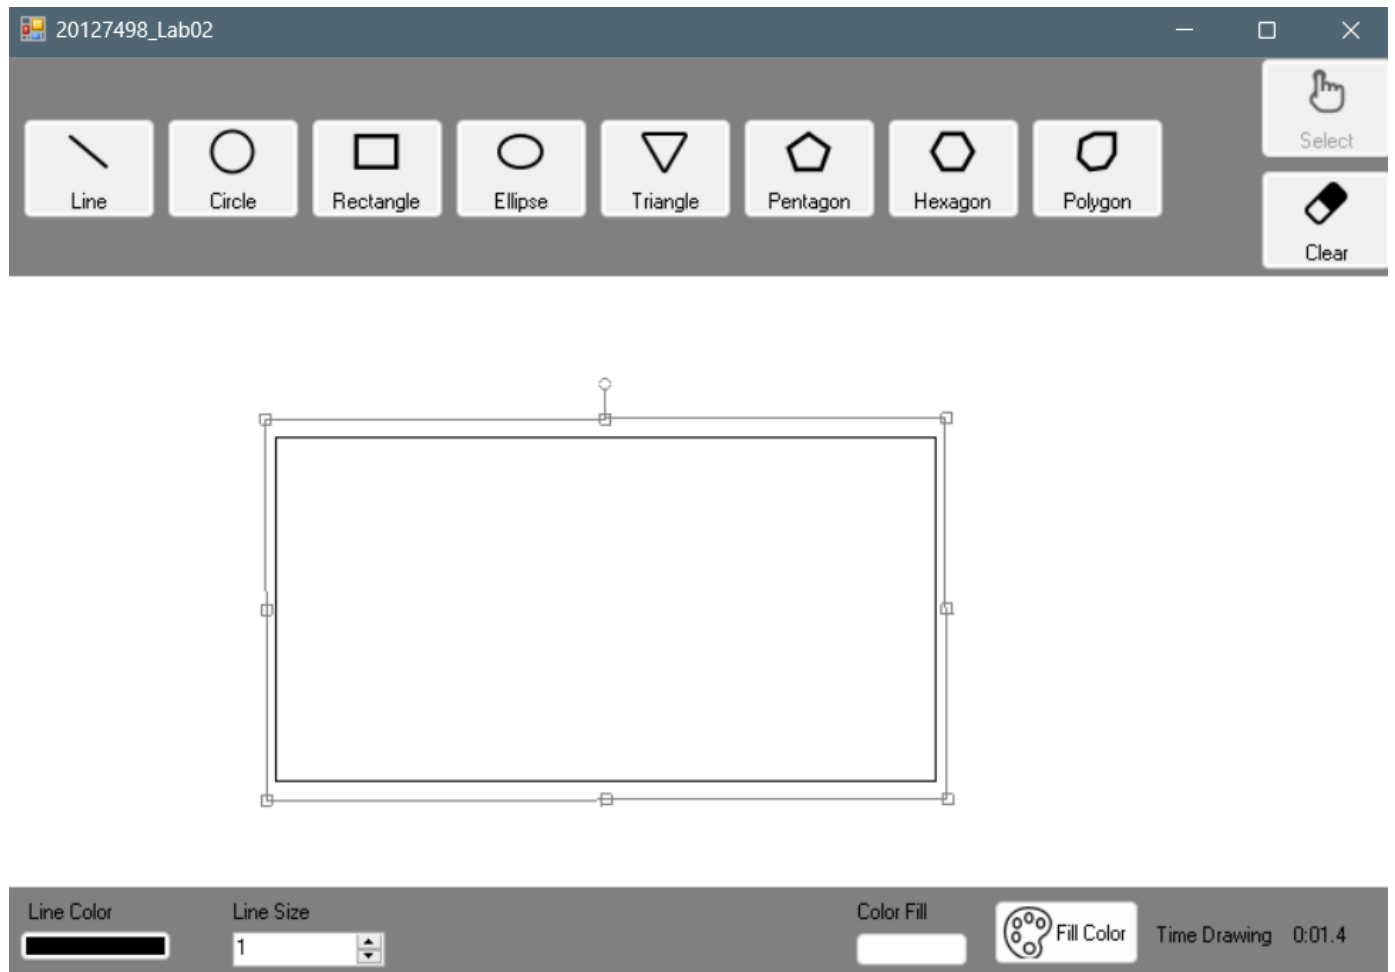 20127498_Lab02
Select
Line Circle Rectangle Ellipse Triangle Pentagon Hexagon Polygon
Clear
Line Color Line Size Color Fill
1 Fill Color Time Drawing 0:01.4